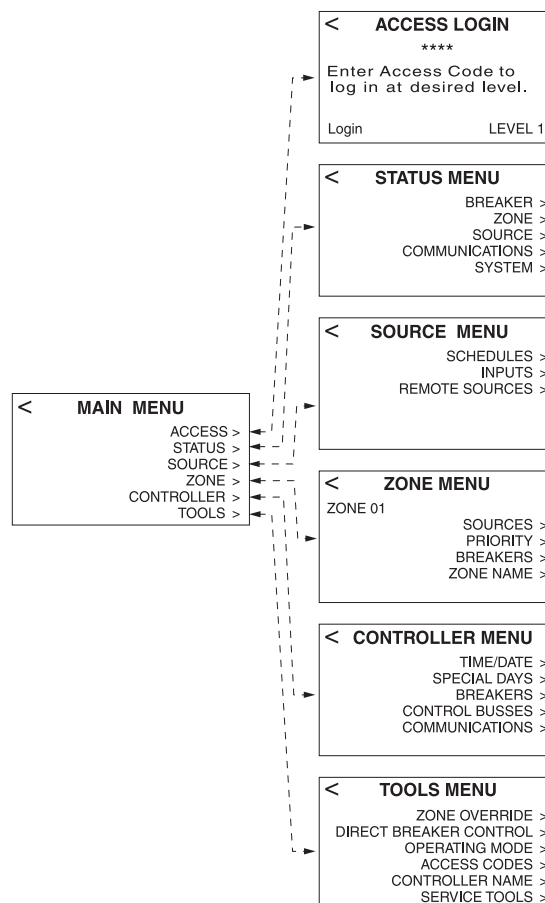 < ACCESS LOGIN
****
Enter Access Code to
log in at desired level.
Login LEVEL 1
< STATUS MENU
BREAKER >
ZONE >
SOURCE >
COMMUNICATIONS >
SYSTEM >
< SOURCE MENU
SCHEDULES >
INPUTS >
REMOTE SOURCES >
< MAIN MENU
ACCESS >
STATUS >
SOURCE >
ZONE >
CONTROLLER >
TOOLS >
< ZONE MENU
ZONE 01
SOURCES >
PRIORITY >
BREAKERS >
ZONE NAME >
< CONTROLLER MENU
TIME/DATE >
SPECIAL DAYS >
BREAKERS >
CONTROL BUSSES >
COMMUNICATIONS >
< TOOLS MENU
ZONE OVERRIDE >
DIRECT BREAKER CONTROL >
OPERATING MODE >
ACCESS CODES >
CONTROLLER NAME >
SERVICE TOOLS >